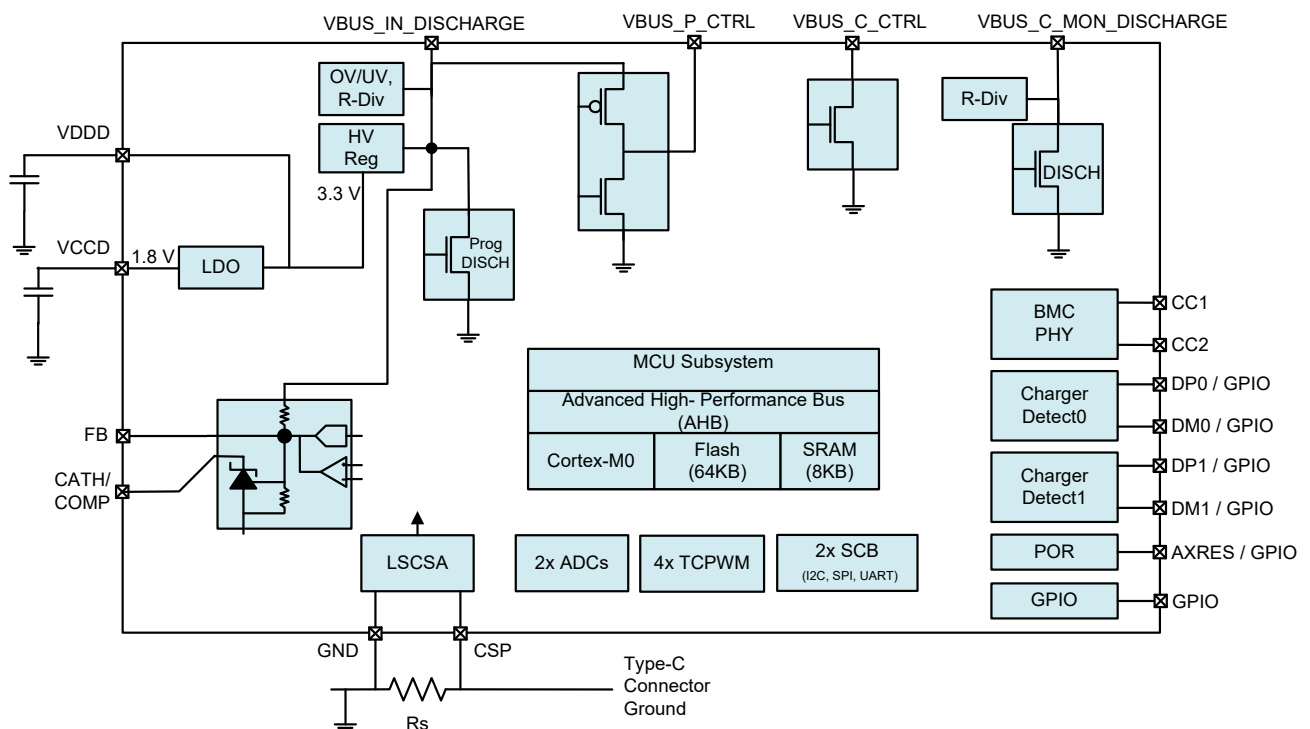 VBUS_IN_DISCHARGE
VBUS_P_CTRL
VBUS_C_CTRL
VBUS_C_MON_DISCHARGE
OV/UV,
R-Div
R-Div
VDDD
HV
Reg
3.3 V
DISCH
VCCD
1.8 V
LDO
Prog
DISCH
BMC
PHY
CC1
CC2
MCU Subsystem
Advanced High- Performance Bus
(AHB)
Cortex-M0
Flash
(64KB)
SRAM
(8KB)
Charger
Detect0
DP0 / GPIO
DM0 / GPIO
FB
CATH/
COMP
Charger
Detect1
DP1 / GPIO
DM1 / GPIO
LSCSA
2x ADCs
4x TCPWM
2x SCB
(I2C, SPI, UART)
POR
AXRES / GPIO
GPIO
GPIO
GND
CSP
Type-C
Connector
Ground
Rs